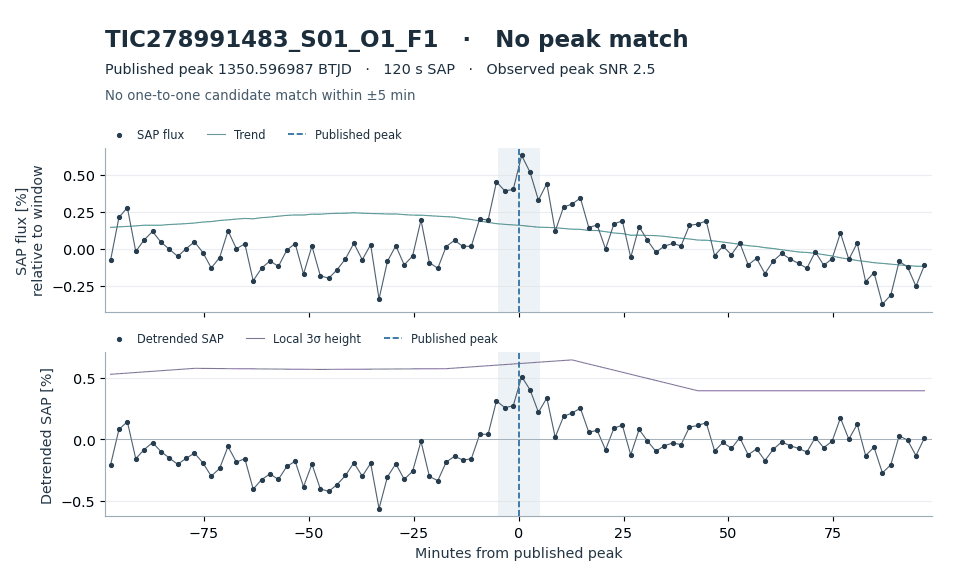 TIC278991483_S01_O1_F1 · No peak match
Published peak 1350.596987 BTJD · 120 s SAP · Observed peak SNR 2.5
No one-to-one candidate match within ±5 min
SAP flux Trend Published peak
SAP flux [%]
relative to window
0.50
0.25
0.00
−0.25
Detrended SAP Local 3σ height Published peak
Detrended SAP [%]
0.5
0.0
−0.5
−75 −50 −25 0 25 50 75
Minutes from published peak